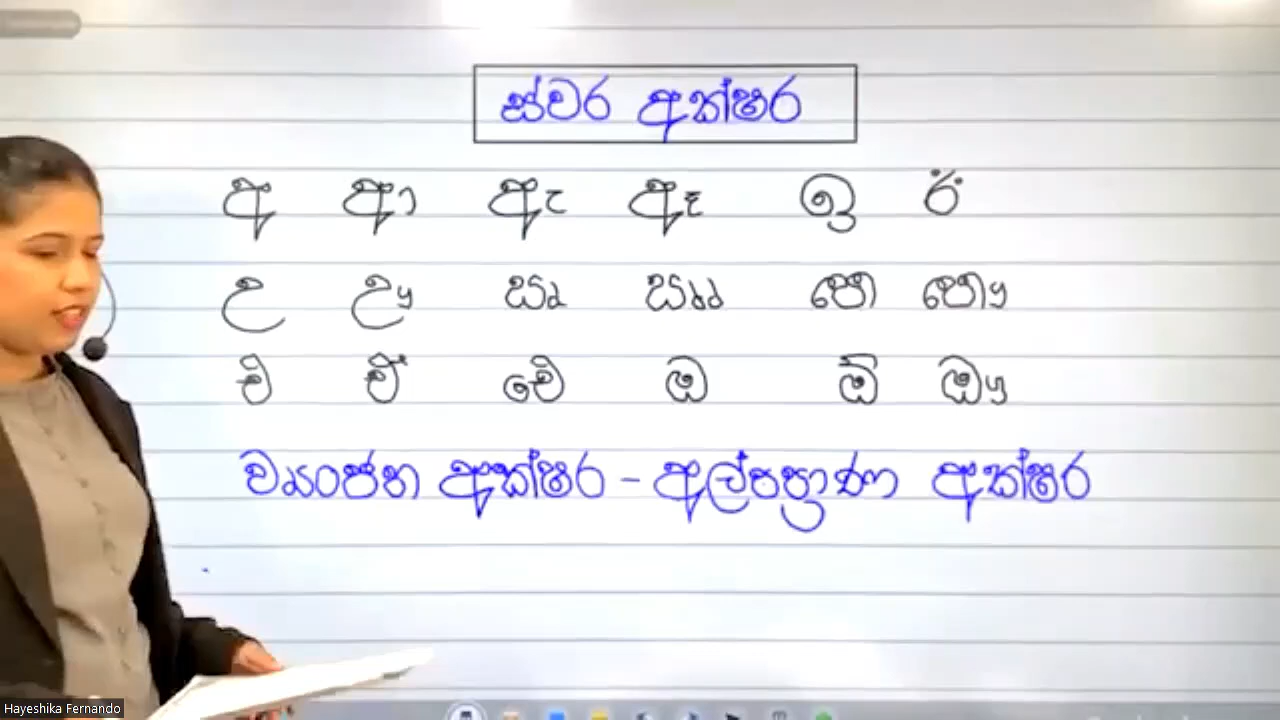 ස්වර අක්ෂර
අ ආ ඇ ඈ ඉ ඊ
උ ඌ ඍ ඎ ඏ ඐ
එ ඒ ඓ ඔ ඕ ඖ
ව්‍යංජන අක්ෂර - අල්පප්‍රාණ අක්ෂර
Hayeshika Fernando